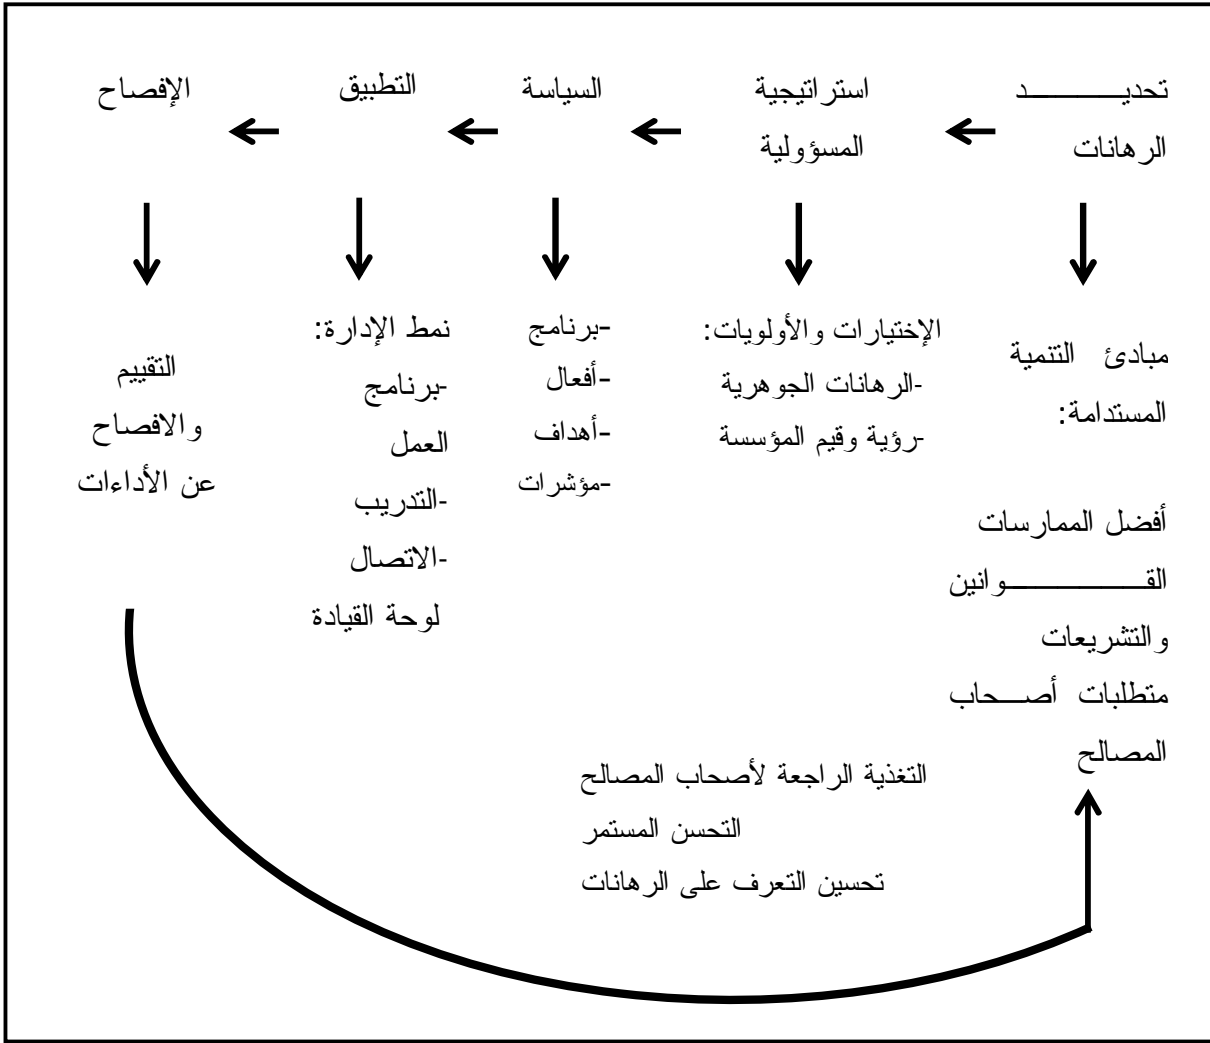 تحديد
الرهانات
استراتيجية
المسؤولية
السياسة
التطبيق
الإفصاح
مبادئ التنمية
المستدامة:
أفضل الممارسات
القوانين
والتشريعات
متطلبات أصحاب
المصالح
الإختيارات والأولويات:
-الرهانات الجوهرية
-رؤية وقيم المؤسسة
-برنامج
-أفعال
-أهداف
-مؤشرات
نمط الإدارة:
-برنامج
العمل
-التدريب
-الاتصال
لوحة القيادة
التقييم
والافصاح
عن الأداءات
التغذية الراجعة لأصحاب المصالح
التحسن المستمر
تحسين التعرف على الرهانات